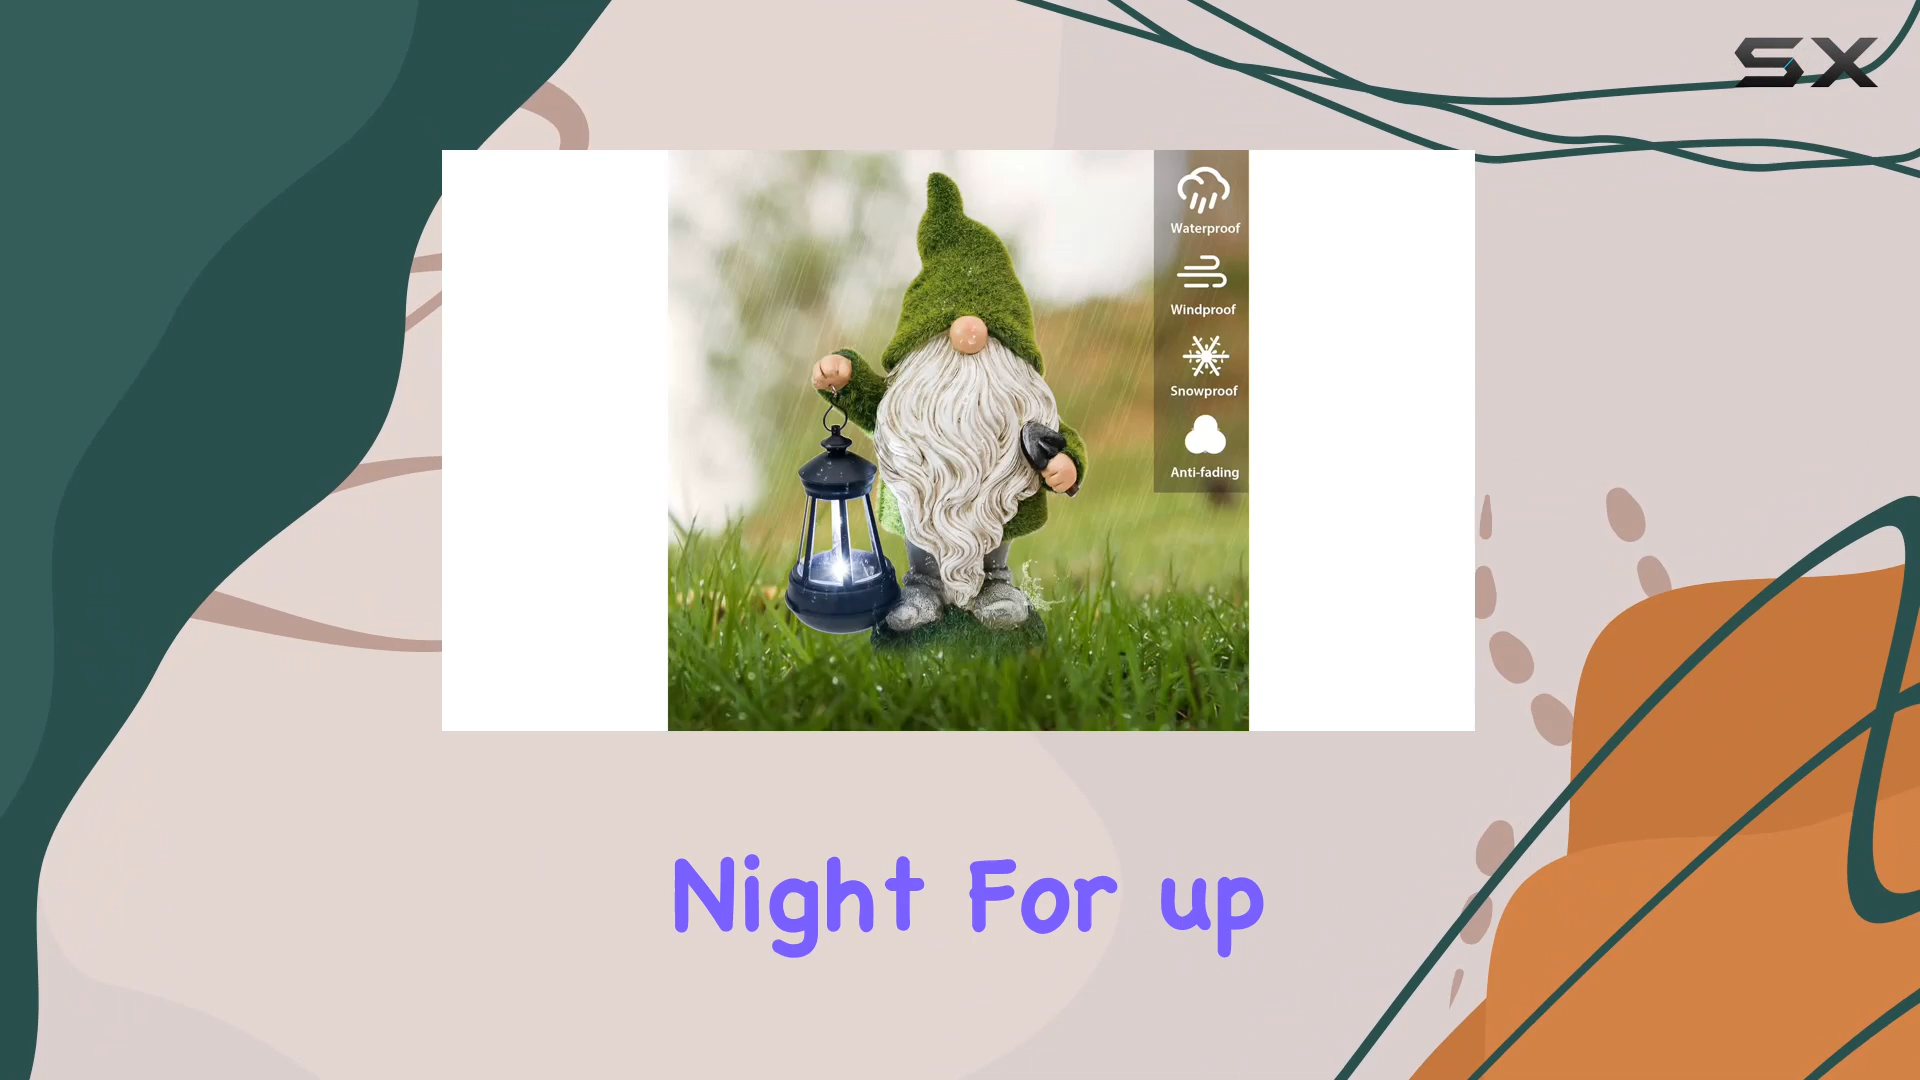 SX
Waterproof
Windproof
Snowproof
Anti-fading
Night For up